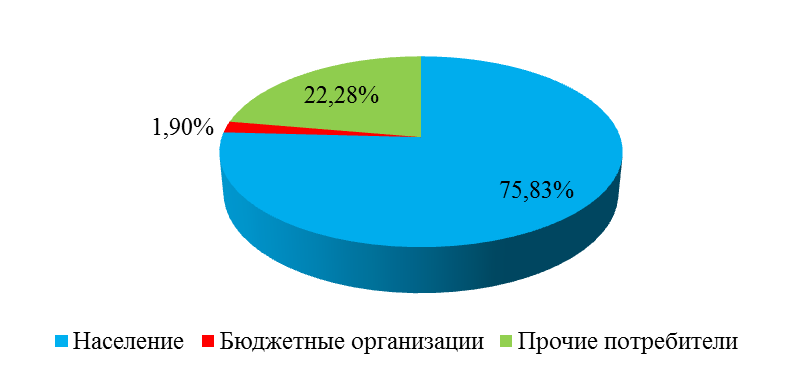 22,28%
1,90%
75,83%
Население Бюджетные организации Прочие потребители